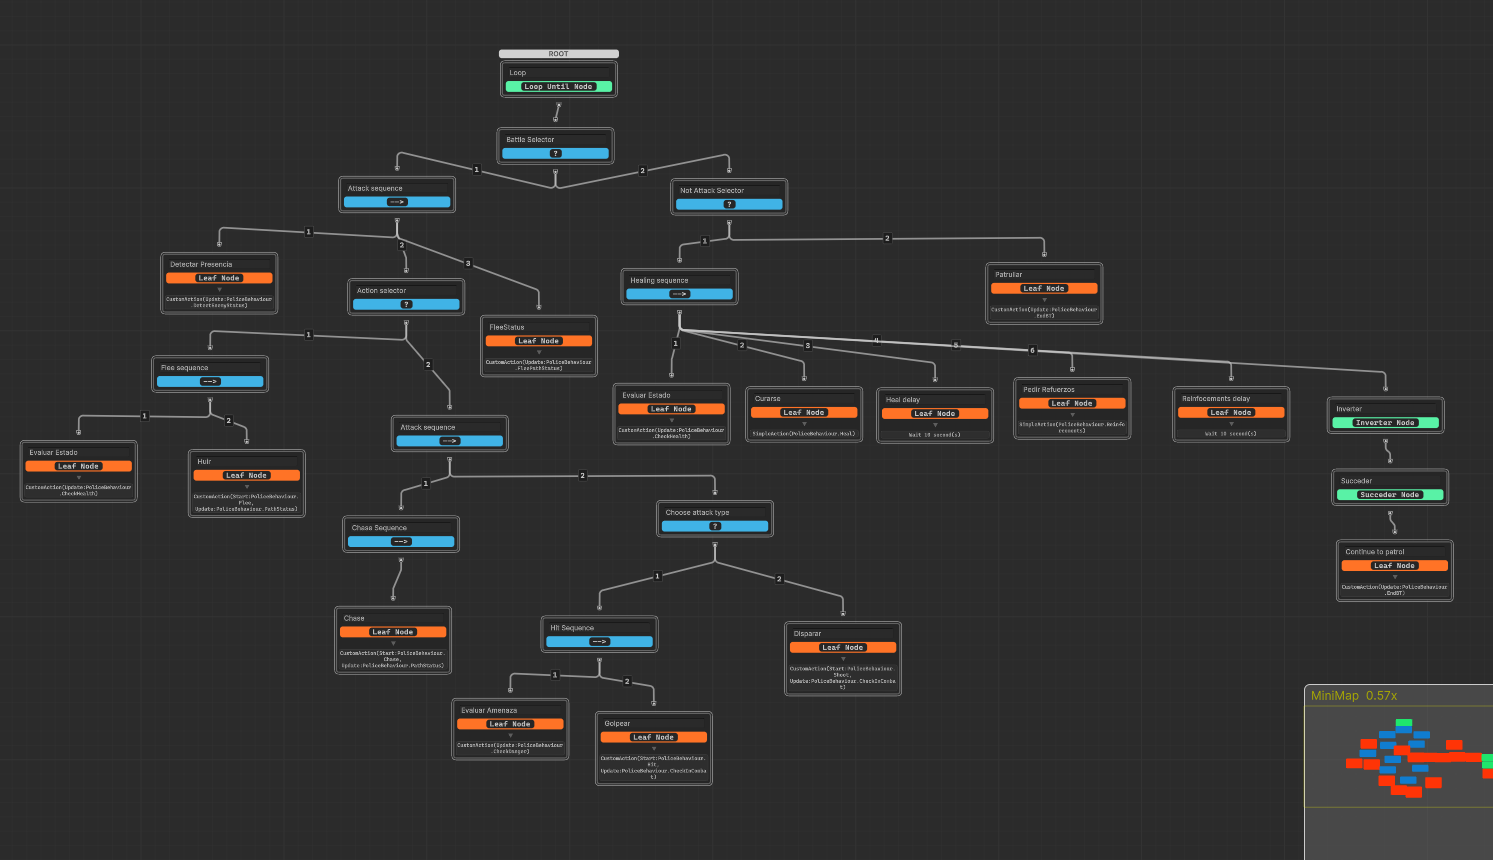 ROOT
Loop
Loop Until Node
Battle Selector
?
1
2
Attack sequence
-->
Not Attack Selector
?
1
2
3
1
2
Detectar Presencia
Leaf Node
CustomAction(Update:PoliceBehaviour
.DetectEnemyStatus)
Action selector
?
FleeStatus
Leaf Node
CustomAction(Update:PoliceBehaviour
.FleePathStatus)
Healing sequence
-->
Patrullar
Leaf Node
CustomAction(Update:PoliceBehaviour
.EndBT)
1
2
1
2
3
4
5
6
Flee sequence
-->
1
2
Evaluar Estado
Leaf Node
CustomAction(Update:PoliceBehaviour
.CheckHealth)
Huir
Leaf Node
CustomAction(Start:PoliceBehaviour.
Flee,
Update:PoliceBehaviour.PathStatus)
Attack sequence
-->
Evaluar Estado
Leaf Node
CustomAction(Update:PoliceBehaviour
.CheckHealth)
Curarse
Leaf Node
SimpleAction(PoliceBehaviour.Heal)
Heal delay
Leaf Node
Wait 10 second(s)
Pedir Refuerzos
Leaf Node
SimpleAction(PoliceBehaviour.Reinfo
rcements)
Reinfocements delay
Leaf Node
Wait 10 second(s)
Inverter
Inverter Node
Succeder
Succeder Node
Continue to patrol
Leaf Node
CustomAction(Update:PoliceBehaviour
.EndBT)
1
2
Chase Sequence
-->
Chase
Leaf Node
CustomAction(Start:PoliceBehaviour.
Chase,
Update:PoliceBehaviour.PathStatus)
Choose attack type
?
1
2
Hit Sequence
-->
1
2
Evaluar Amenaza
Leaf Node
CustomAction(Update:PoliceBehaviour
Golpear
Leaf Node
CustomAction(Start:PoliceBehaviour.
Hit,
Update:PoliceBehaviour.CheckInComba
t)
Disparar
Leaf Node
CustomAction(Start:PoliceBehaviour.
Shoot,
Update:PoliceBehaviour.CheckInComba
t)
MiniMap 0.57x